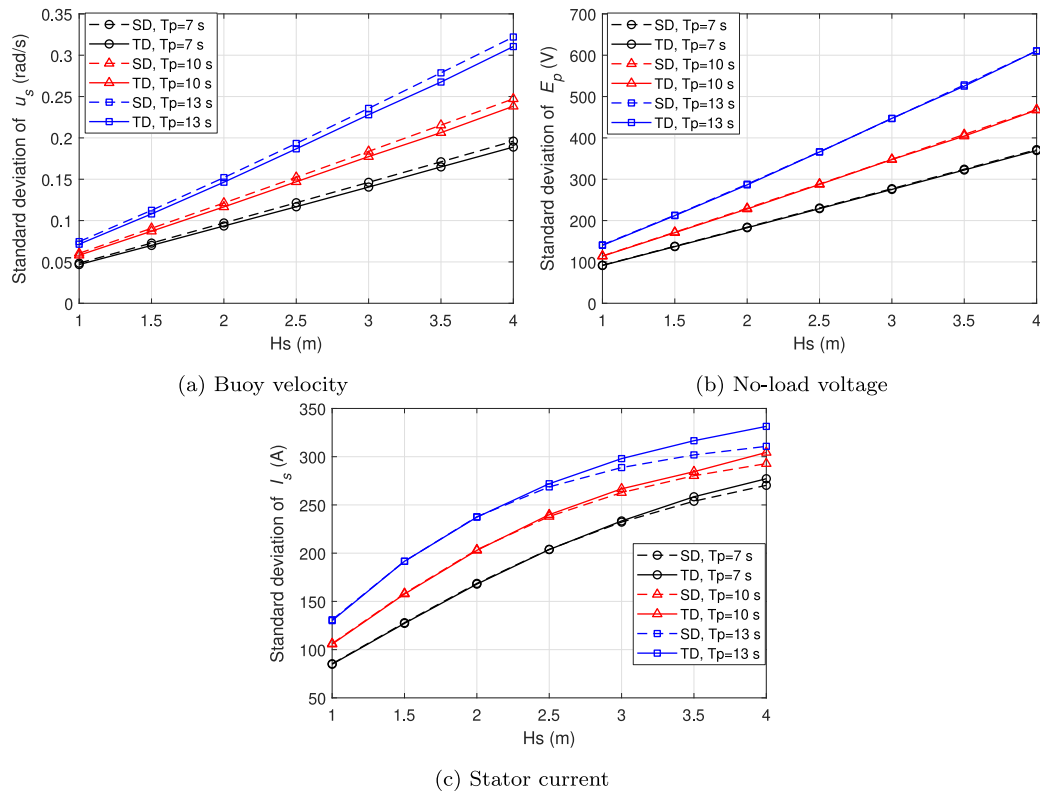 Standard deviation of u_s (rad/s)
0.35
0.3
0.25
0.2
0.15
0.1
0.05
0
SD, Tp=7 s
TD, Tp=7 s
SD, Tp=10 s
TD, Tp=10 s
SD, Tp=13 s
TD, Tp=13 s
1 1.5 2 2.5 3 3.5 4
Hs (m)
(a) Buoy velocity
Standard deviation of E_p (V)
700
600
500
400
300
200
100
0
SD, Tp=7 s
TD, Tp=7 s
SD, Tp=10 s
TD, Tp=10 s
SD, Tp=13 s
TD, Tp=13 s
1 1.5 2 2.5 3 3.5 4
Hs (m)
(b) No-load voltage
Standard deviation of I_s (A)
350
300
250
200
150
100
50
SD, Tp=7 s
TD, Tp=7 s
SD, Tp=10 s
TD, Tp=10 s
SD, Tp=13 s
TD, Tp=13 s
1 1.5 2 2.5 3 3.5 4
Hs (m)
(c) Stator current